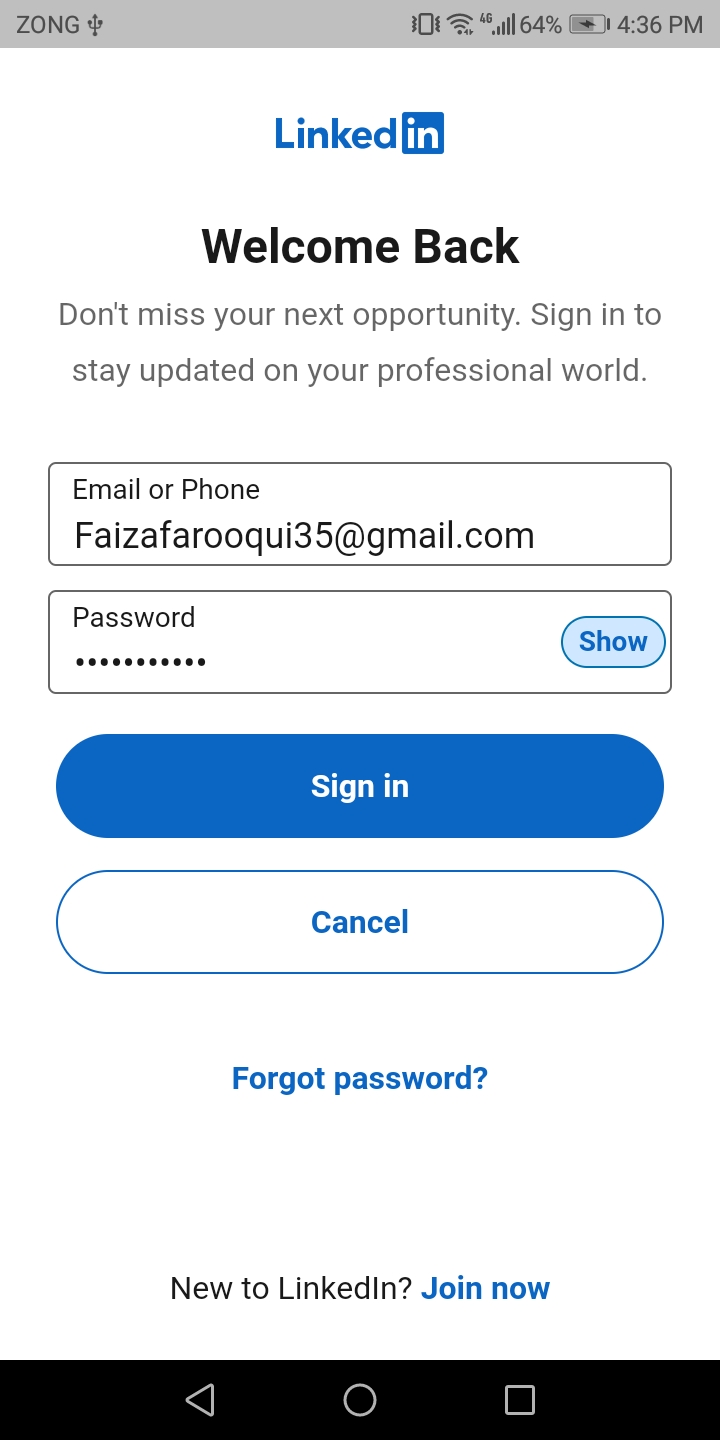 ZONG 4G 64% 4:36 PM
Linkedin
Welcome Back
Don't miss your next opportunity. Sign in to
stay updated on your professional world.
Email or Phone
Faizafarooqui35@gmail.com
Password
•••••••••••
Show
Sign in
Cancel
Forgot password?
New to LinkedIn? Join now